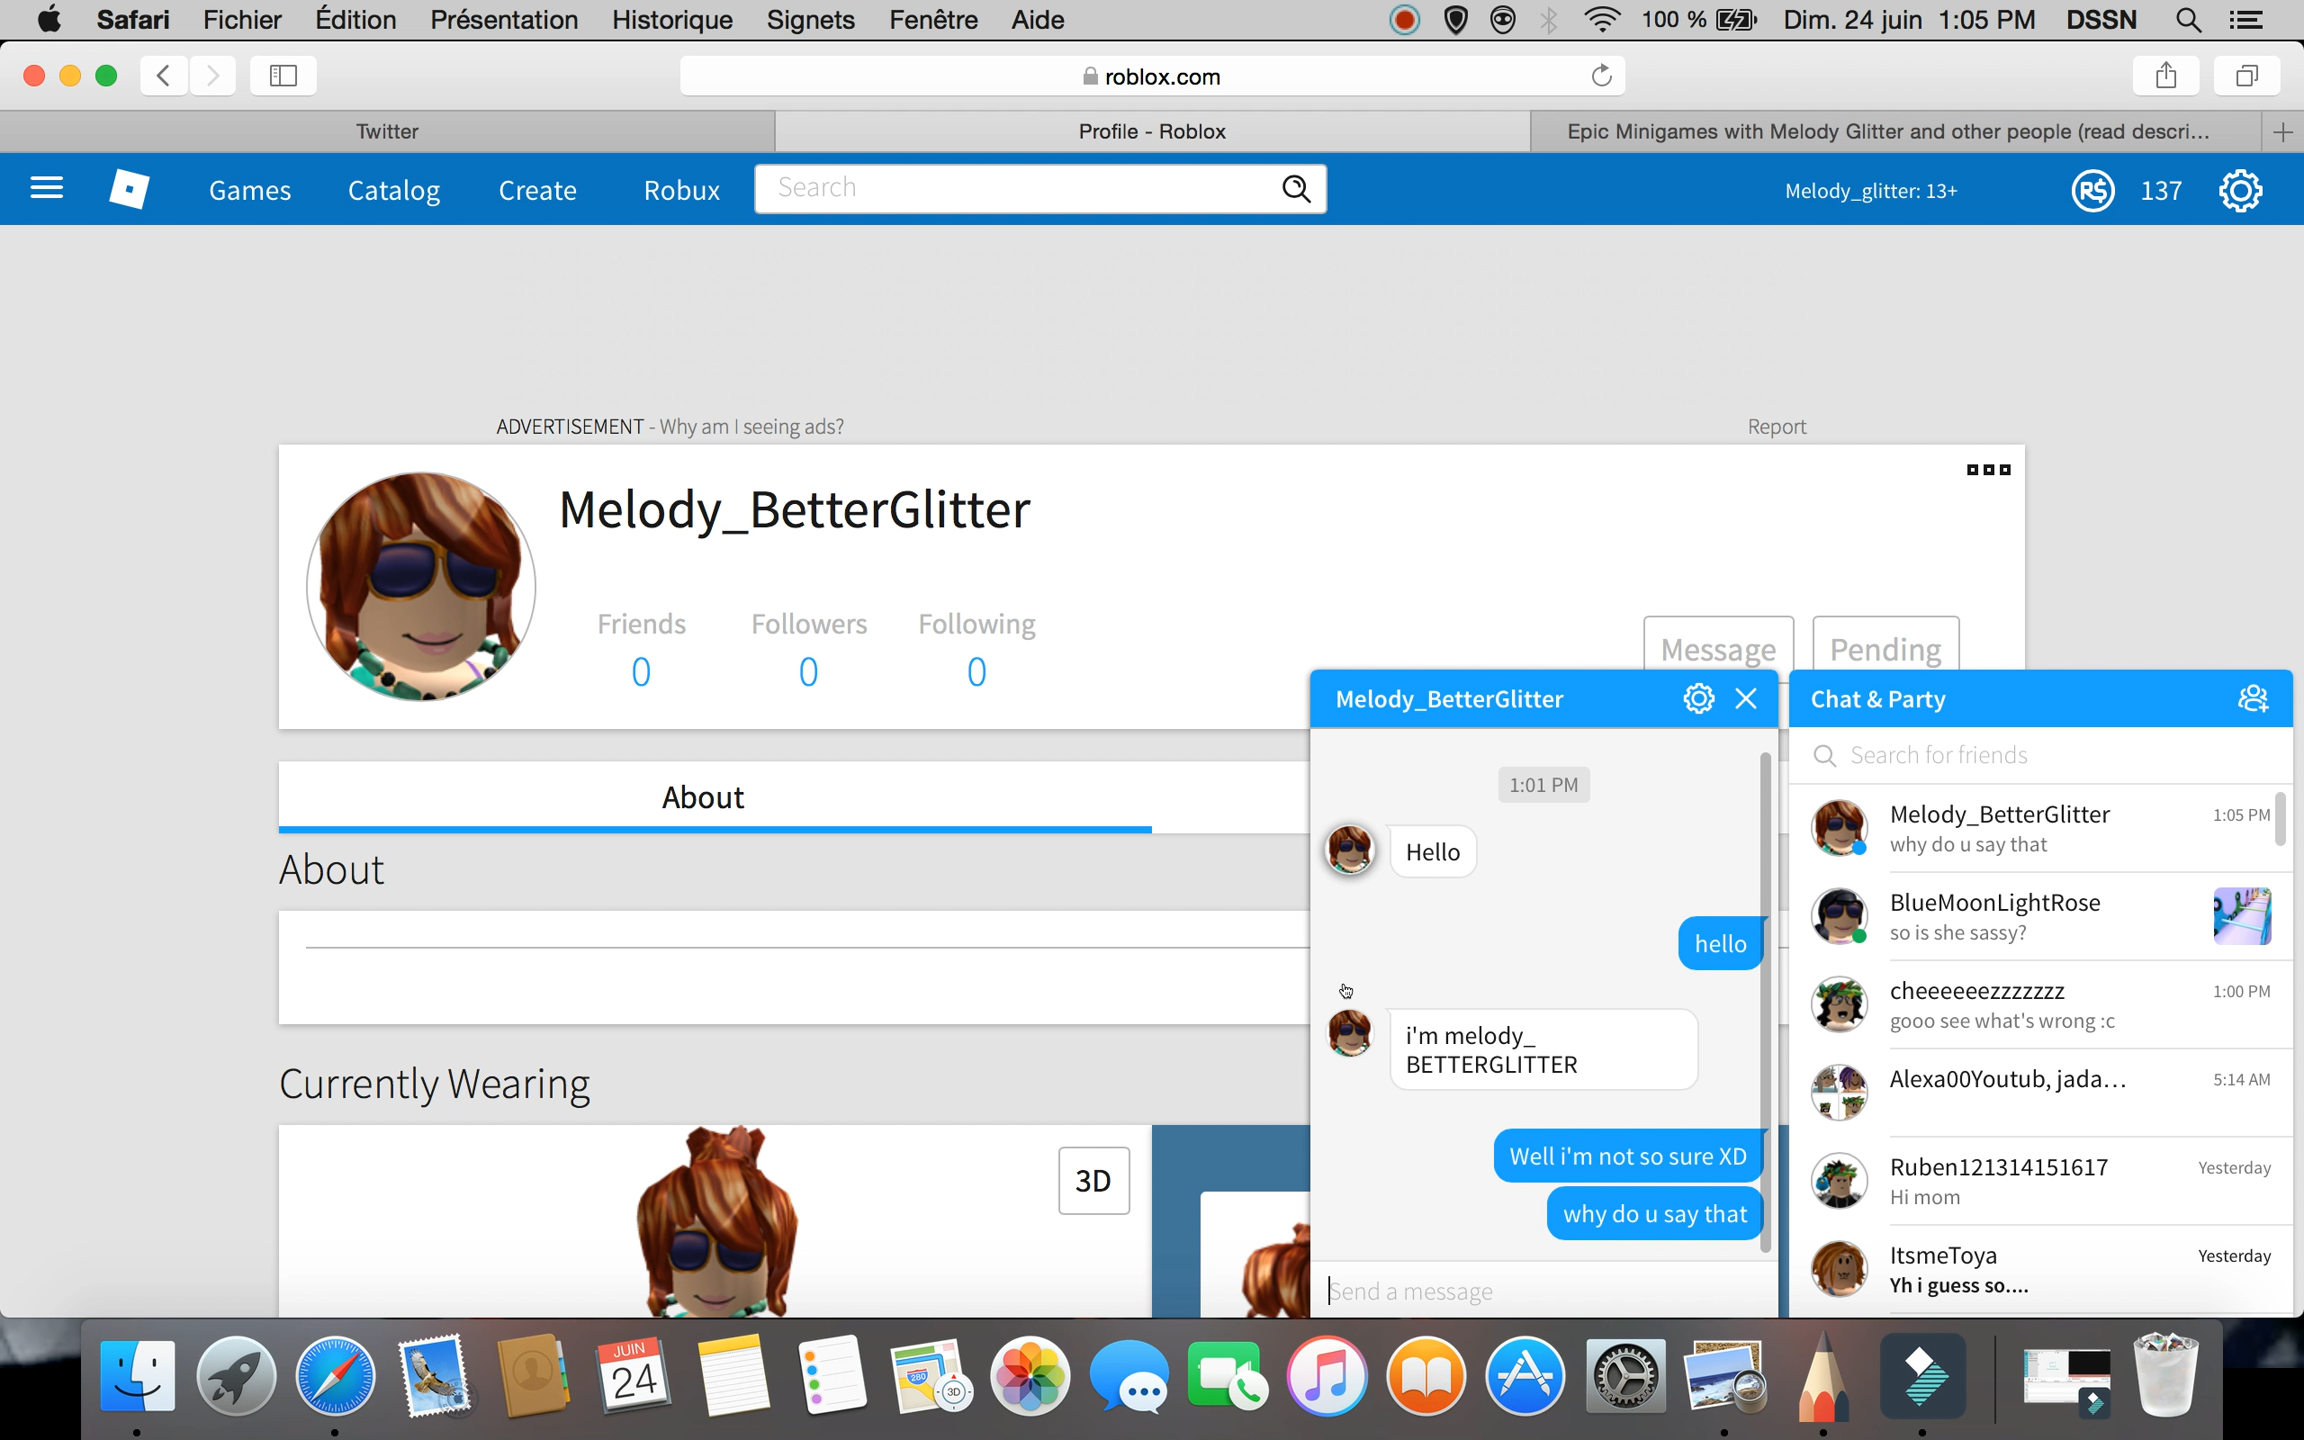 Safari Fichier Édition Présentation Historique Signets Fenêtre Aide 100 % Dim. 24 juin 1:05 PM DSSN
roblox.com
Twitter
Profile - Roblox
Epic Minigames with Melody Glitter and other people (read descri...
Games Catalog Create Robux Search Melody_glitter: 13+ R$ 137
ADVERTISEMENT - Why am I seeing ads?
Report
Melody_BetterGlitter
Friends Followers Following
0 0 0
Message Pending
About
About
Currently Wearing
3D
Melody_BetterGlitter
1:01 PM
Hello
hello
i'm melody_
BETTERGLITTER
Well i'm not so sure XD
why do u say that
Send a message
Chat & Party
Search for friends
Melody_BetterGlitter 1:05 PM
why do u say that
BlueMoonLightRose
so is she sassy?
cheeeeeezzzzzzz 1:00 PM
gooo see what's wrong :c
Alexa00Youtub, jada... 5:14 AM
Ruben121314151617 Yesterday
Hi mom
ItsmeToya Yesterday
Yh i guess so....
JUIN
24
280
3D